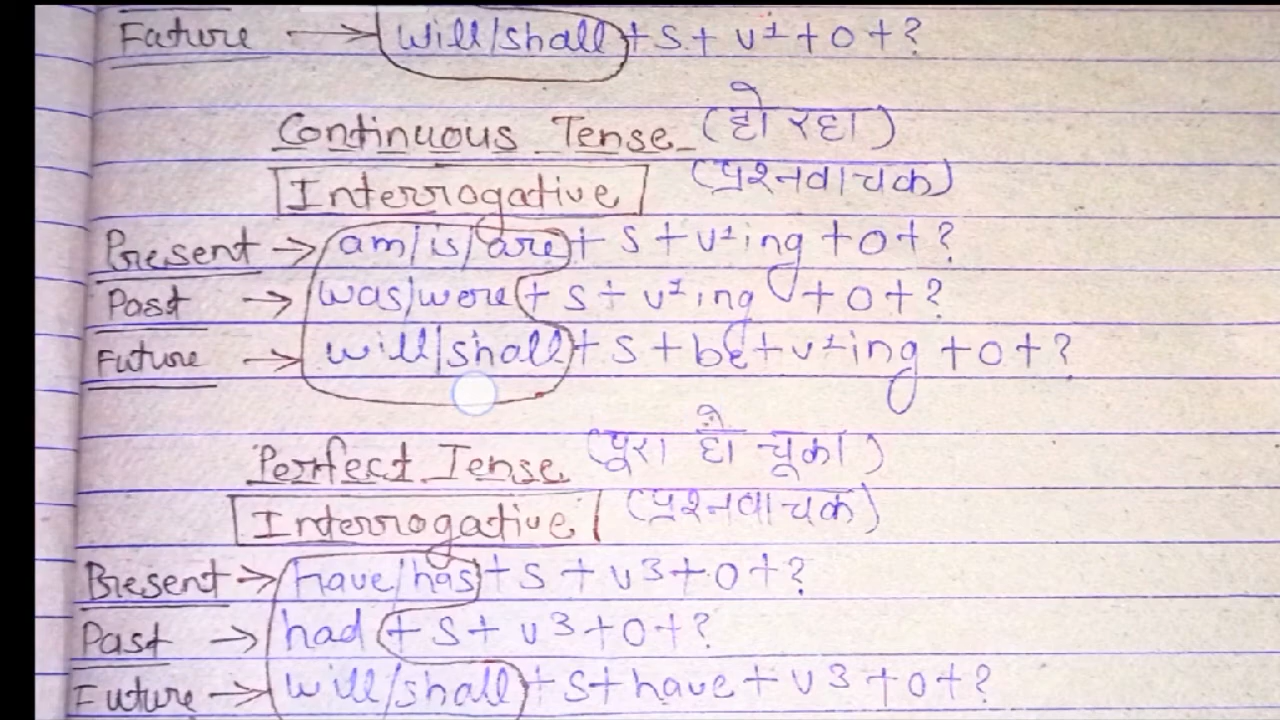 Fature → will/shall + S + v¹ + o + ?
Continuous Tense (हो रहा)
Interrogative (प्रश्नवाचक)
Present → am/is/are + S + v¹ing + o + ?
Past → was/were + S + v¹ing + o + ?
Future → will/shall + S + be + v¹ing + o + ?
Perfect Tense (पूरा हो चूका)
Interrogative (प्रश्नवाचक)
Present → have/has + S + v3 + o + ?
Past → had + S + v3 + o + ?
Future → will/shall + S + have + v3 + o + ?